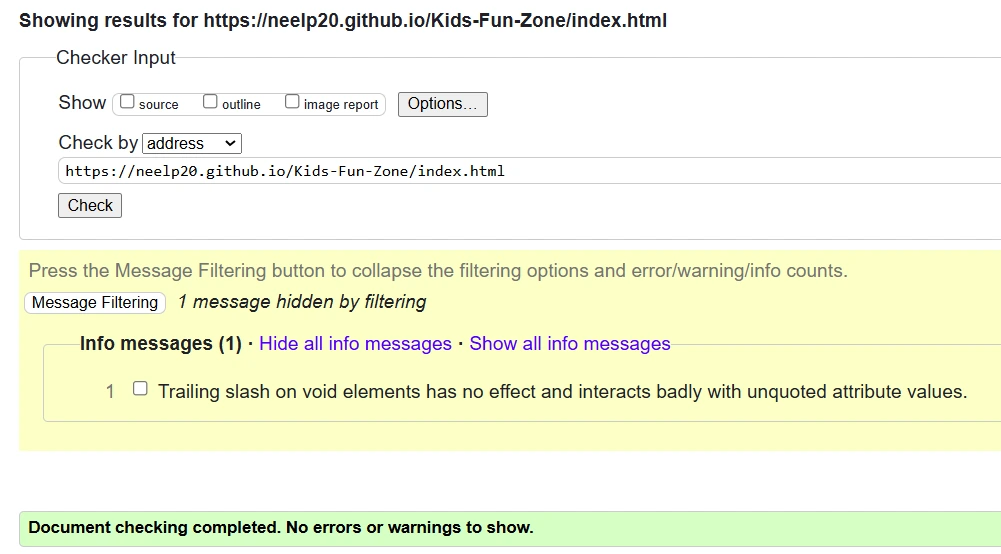 Showing results for https://neelp20.github.io/Kids-Fun-Zone/index.html
Checker Input
Show source outline image report Options...
Check by address
https://neelp20.github.io/Kids-Fun-Zone/index.html
Check
Press the Message Filtering button to collapse the filtering options and error/warning/info counts.
Message Filtering 1 message hidden by filtering
Info messages (1) · Hide all info messages · Show all info messages
1 Trailing slash on void elements has no effect and interacts badly with unquoted attribute values.
Document checking completed. No errors or warnings to show.